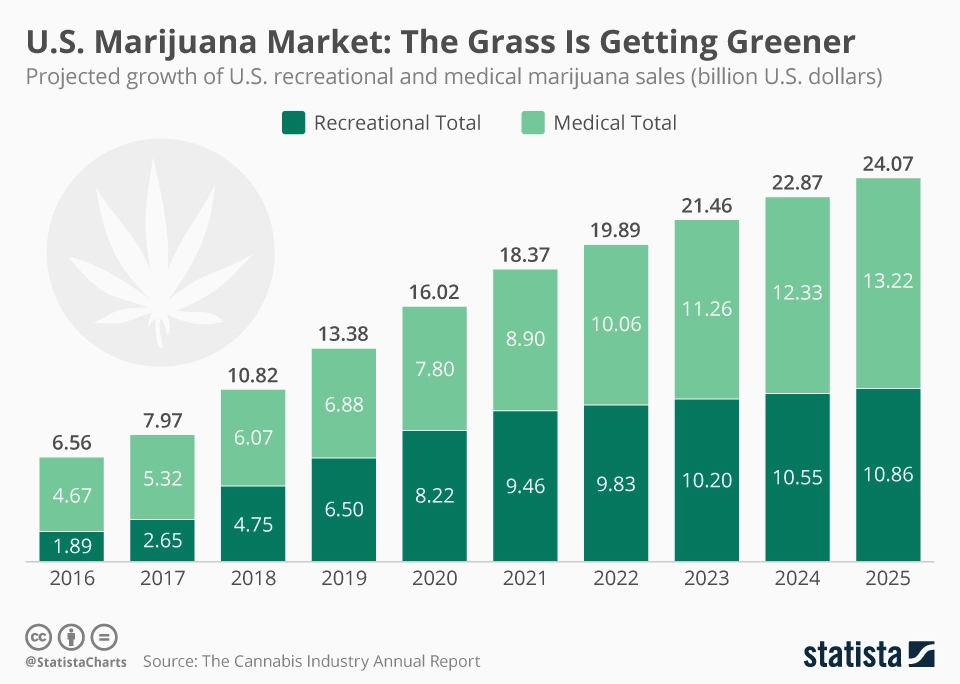 U.S. Marijuana Market: The Grass Is Getting Greener
Projected growth of U.S. recreational and medical marijuana sales (billion U.S. dollars)
Recreational Total Medical Total
6.56 7.97 10.82 13.38 16.02 18.37 19.89 21.46 22.87 24.07
4.67 5.32 6.07 6.88 7.80 8.90 10.06 11.26 12.33 13.22
1.89 2.65 4.75 6.50 8.22 9.46 9.83 10.20 10.55 10.86
2016 2017 2018 2019 2020 2021 2022 2023 2024 2025
cc
@StatistaCharts Source: The Cannabis Industry Annual Report
statista